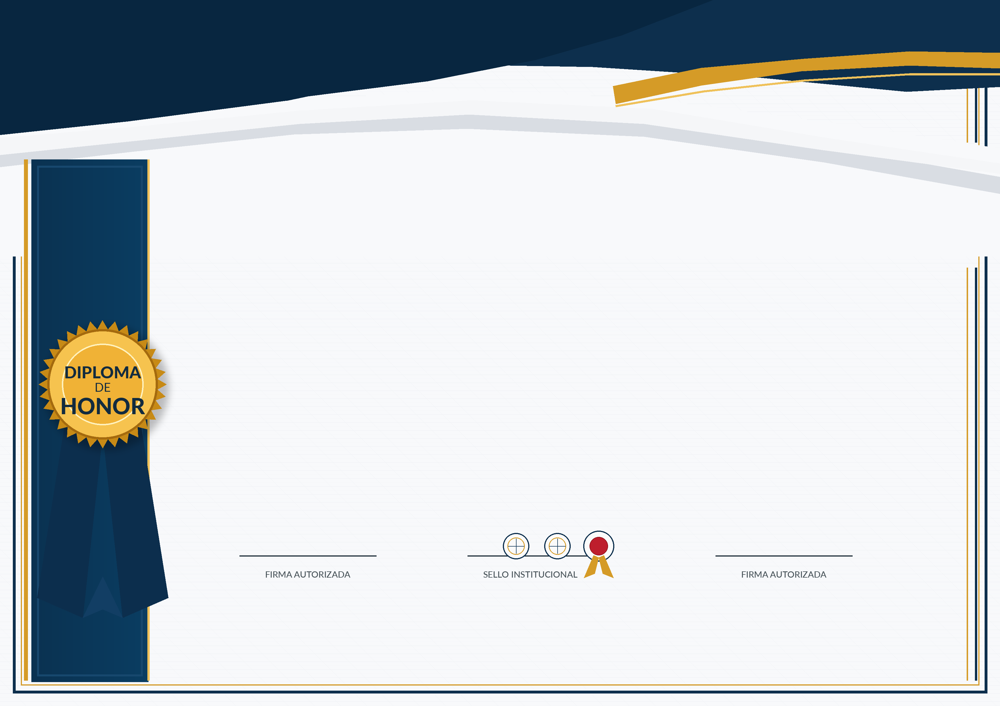 DIPLOMA
DE
HONOR
FIRMA AUTORIZADA
SELLO INSTITUCIONAL
FIRMA AUTORIZADA